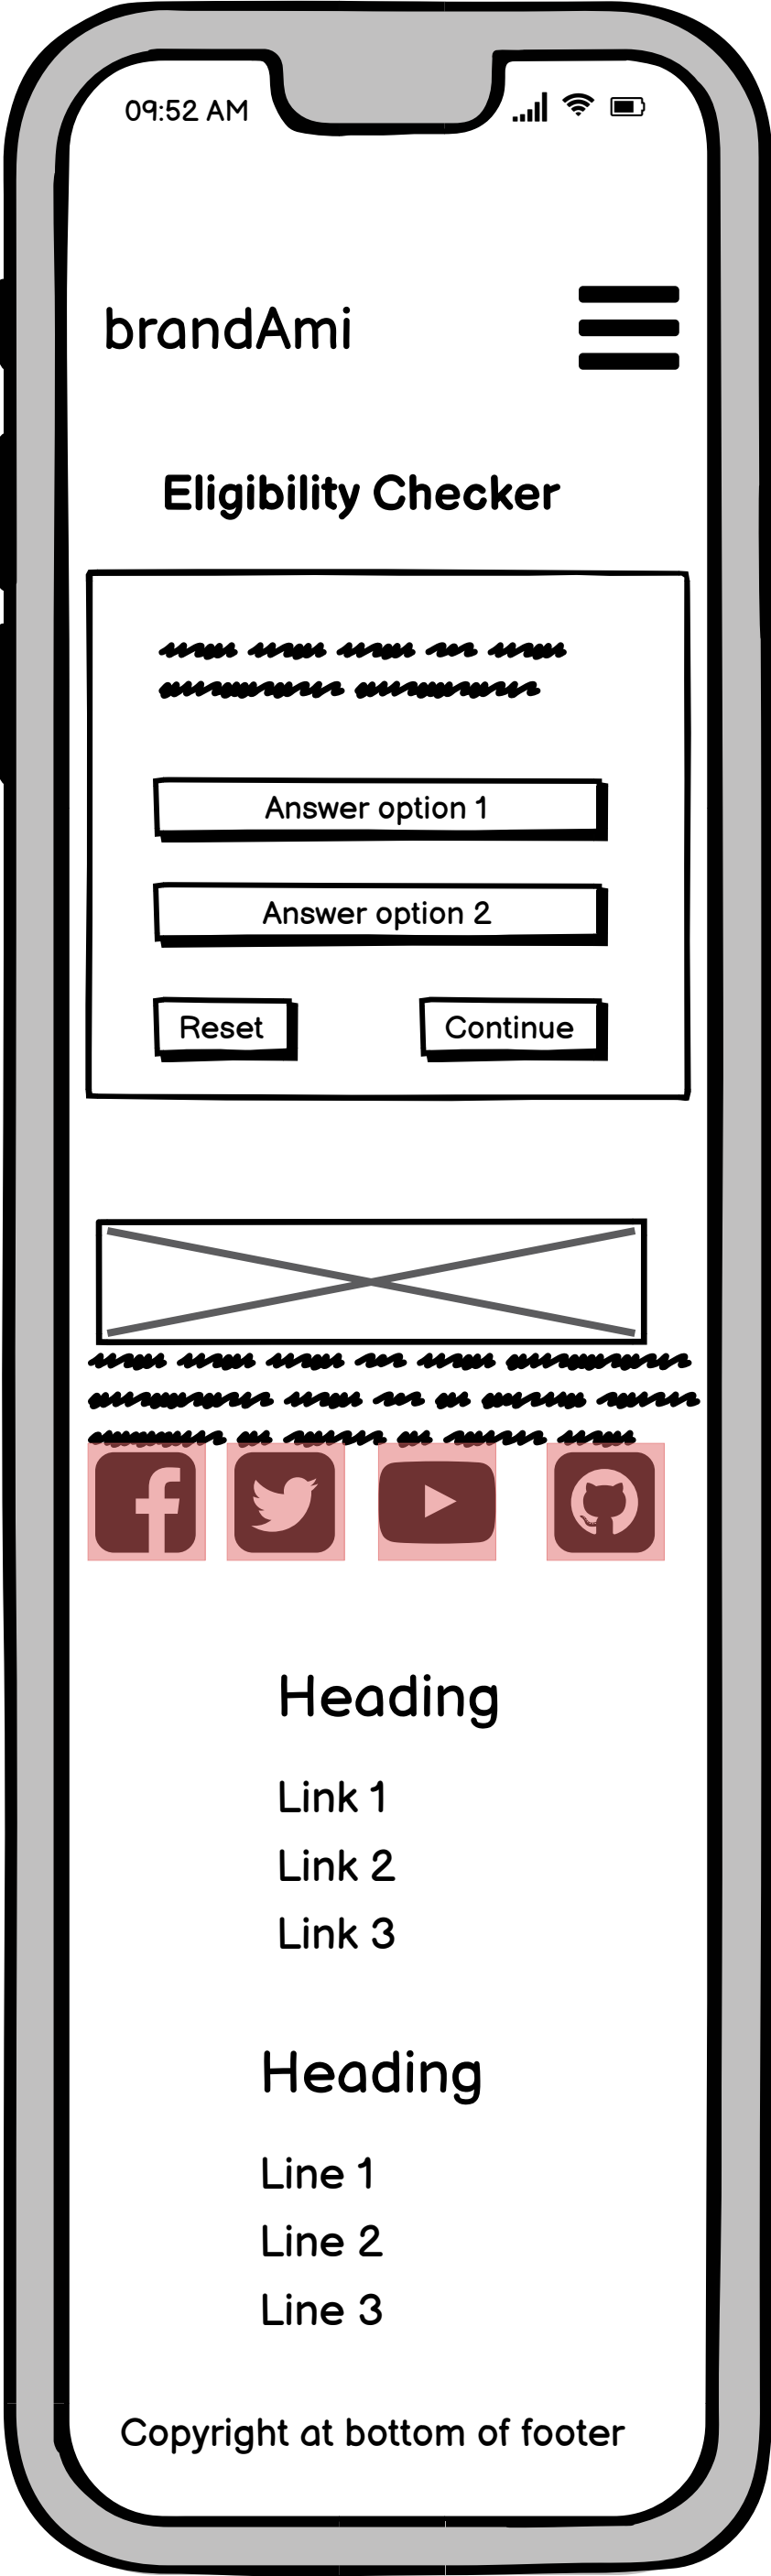 09:52 AM
brandAmi
Eligibility Checker
Answer option 1
Answer option 2
Reset Continue
Heading
Link 1
Link 2
Link 3
Heading
Line 1
Line 2
Line 3
Copyright at bottom of footer